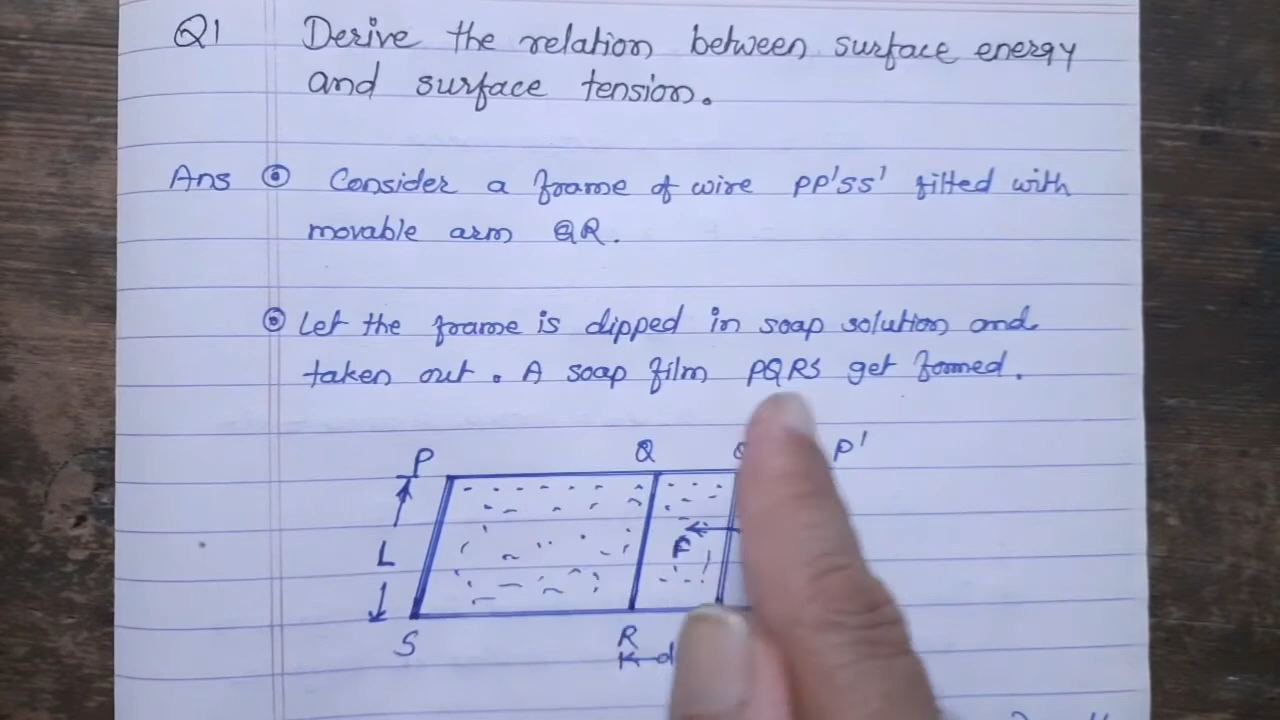 Q1 Derive the relation between surface energy
and surface tension.
Ans Consider a frame of wire PP'SS' fitted with
movable arm QR.
Let the frame is dipped in soap solution and
taken out. A soap film PQRS get formed.
P Q P'
L F
S R
d